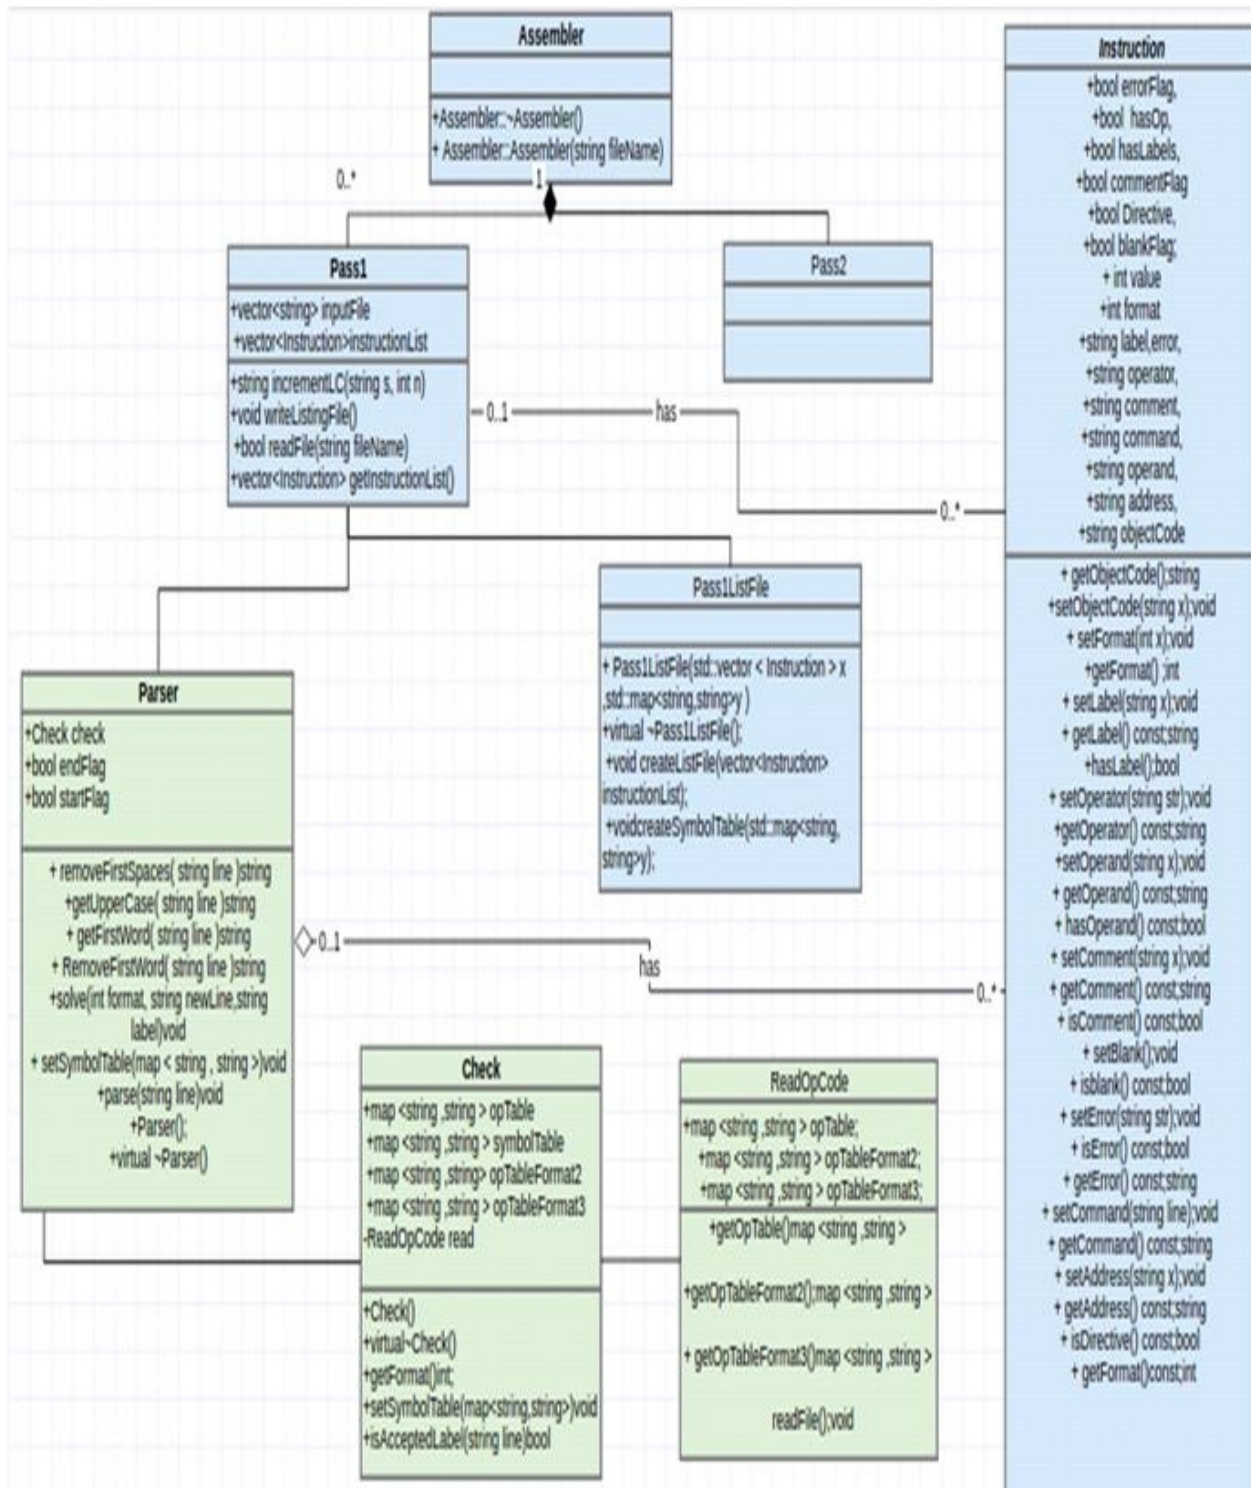 Assembler
+Assembler::~Assembler()
+ Assembler::Assembler(string fileName)
0..*
1
Pass1
+vector<string> inputFile
+vector<Instruction>instructionList
+string incrementLC(string s, int n)
+void writeListingFile()
+bool readFile(string fileName)
+vector<Instruction> getInstructionList()
Pass2
0..1
has
0..*
Pass1ListFile
+ Pass1ListFile(std::vector < Instruction > x
,std::map<string,string>y )
+virtual ~Pass1ListFile();
+void createListFile(vector<Instruction>
instructionList);
+voidcreateSymbolTable(std::map<string,
string>y);
Parser
+Check check
+bool endFlag
+bool startFlag
+ removeFirstSpaces( string line )string
+getUpperCase( string line )string
+ getFirstWord( string line )string
+ RemoveFirstWord( string line )string
+solve(int format, string newLine,string
label)void
+ setSymbolTable(map < string , string >)void
+parse(string line)void
+Parser();
+virtual ~Parser()
0..1
has
0..*
Check
+map <string ,string > opTable
+map <string ,string > symbolTable
+map <string ,string> opTableFormat2
+map <string ,string > opTableFormat3
-ReadOpCode read
+Check()
+virtual~Check()
+getFormat()int;
+setSymbolTable(map<string,string>)void
+isAcceptedLabel(string line)bool
ReadOpCode
+map <string ,string > opTable;
+map <string ,string > opTableFormat2;
+map <string ,string > opTableFormat3;
+getOpTable()map <string ,string >
+getOpTableFormat2();map <string ,string >
+ getOpTableFormat3()map <string ,string >
readFile();void
Instruction
+bool errorFlag,
+bool hasOp,
+bool hasLabels,
+bool commentFlag
+bool Directive,
+bool blankFlag;
+ int value
+int format
+string label,error,
+string operator,
+string comment,
+string command,
+string operand,
+string address,
+string objectCode
+ getObjectCode();string
+setObjectCode(string x);void
+ setFormat(int x);void
+getFormat() ;int
+ setLabel(string x);void
+ getLabel() const;string
+hasLabel();bool
+ setOperator(string str);void
+getOperator() const;string
+setOperand(string x);void
+ getOperand() const;string
+ hasOperand() const;bool
+ setComment(string x);void
+ getComment() const;string
+ isComment() const;bool
+ setBlank();void
+ isblank() const;bool
+ setError(string str);void
+ isError() const;bool
+ getError() const;string
+ setCommand(string line);void
+ getCommand() const;string
+ setAddress(string x);void
+ getAddress() const;string
+ isDirective() const;bool
+ getFormat()const;int